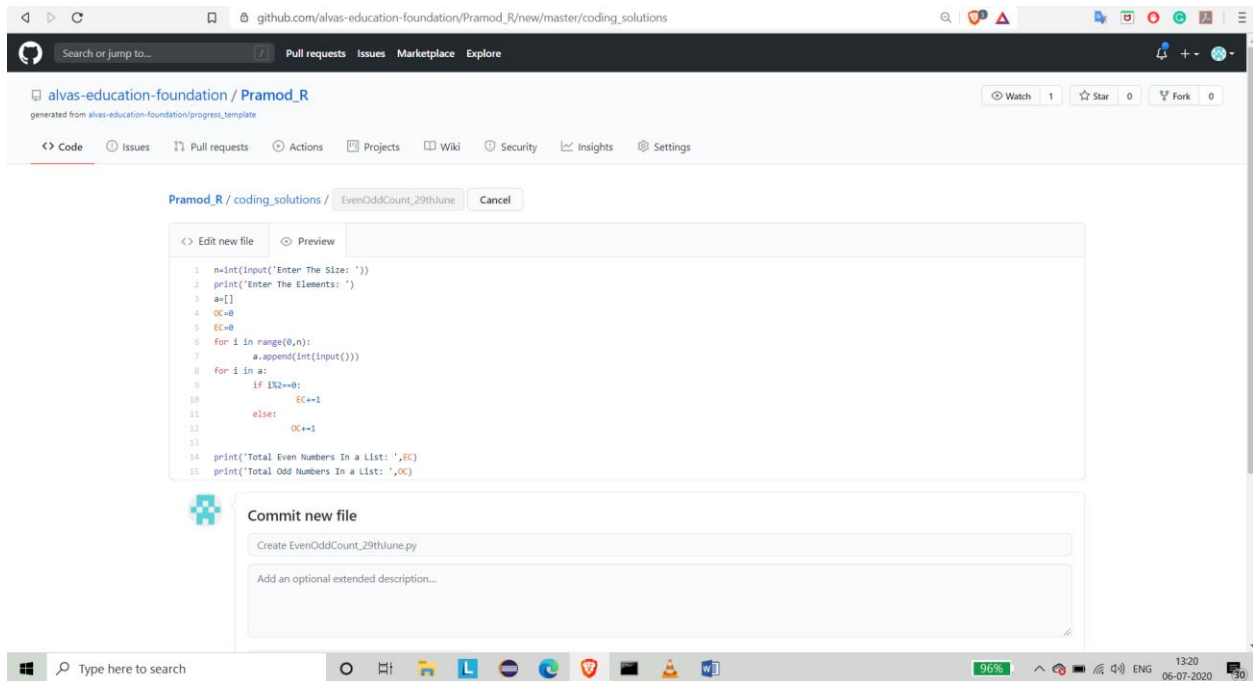 github.com/alvas-education-foundation/Pramod_R/new/master/coding_solutions
Search or jump to... / Pull requests Issues Marketplace Explore
alvas-education-foundation / Pramod_R
Watch 1 Star 0 Fork 0
generated from alvas-education-foundation/progress_template
<> Code Issues Pull requests Actions Projects Wiki Security Insights Settings
Pramod_R / coding_solutions / EvenOddCount_29thJune Cancel
<> Edit new file Preview
1 n=int(input('Enter The Size: '))
2 print('Enter The Elements: ')
3 a=[]
4 OC=0
5 EC=0
6 for i in range(0,n):
7 a.append(int(input()))
8 for i in a:
9 if i%2==0:
10 EC+=1
11 else:
12 OC+=1
13
14 print('Total Even Numbers In a List: ',EC)
15 print('Total Odd Numbers In a List: ',OC)
Commit new file
Create EvenOddCount_29thJune.py
Add an optional extended description...
Type here to search
96% ENG 13:20
06-07-2020
30